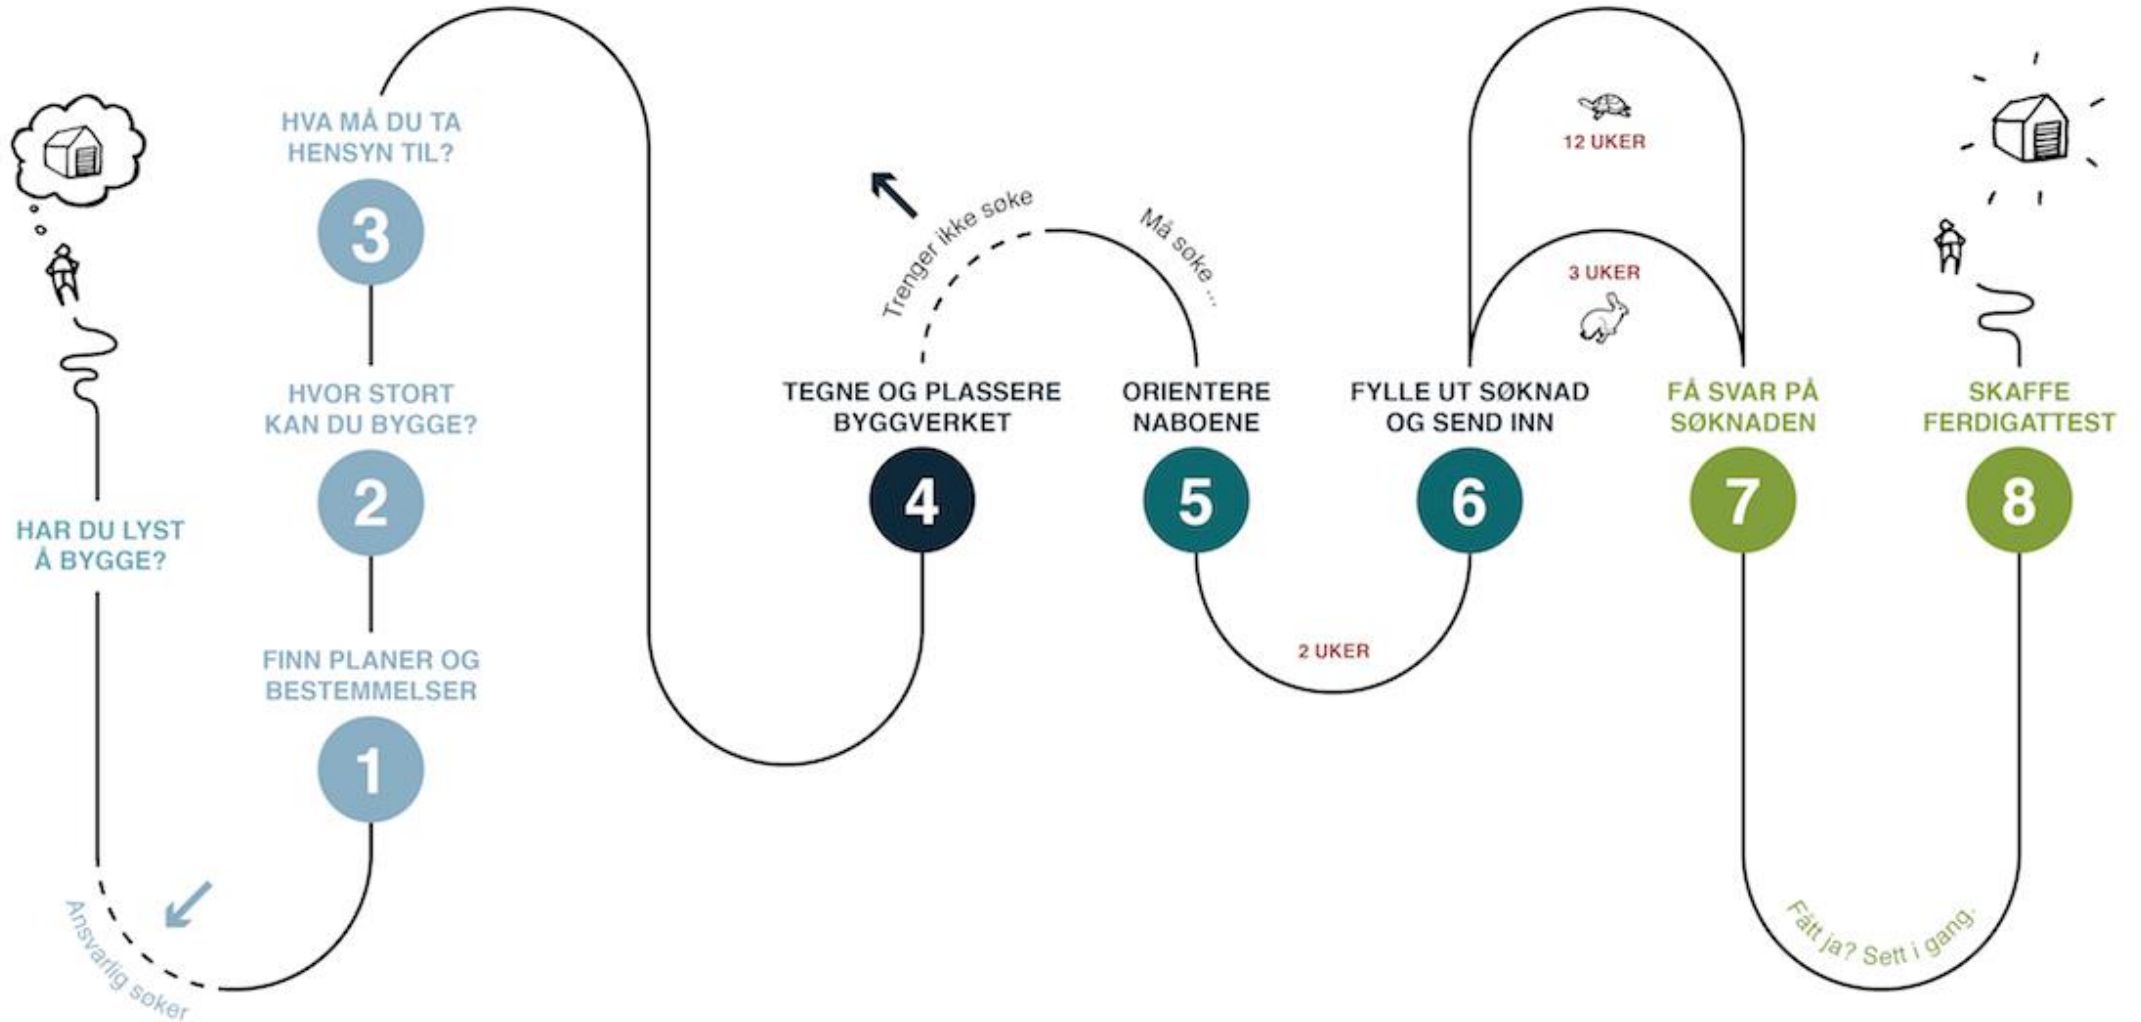 HAR DU LYST
Å BYGGE?
Ansvarlig søker
FINN PLANER OG
BESTEMMELSER
1
HVOR STORT
KAN DU BYGGE?
2
HVA MÅ DU TA
HENSYN TIL?
3
TEGNE OG PLASSERE
BYGGVERKET
4
Trenger ikke søke
Må søke ...
ORIENTERE
NABOENE
5
2 UKER
FYLLE UT SØKNAD
OG SEND INN
6
12 UKER
3 UKER
FÅ SVAR PÅ
SØKNADEN
7
Fått ja? Sett i gang.
SKAFFE
FERDIGATTEST
8